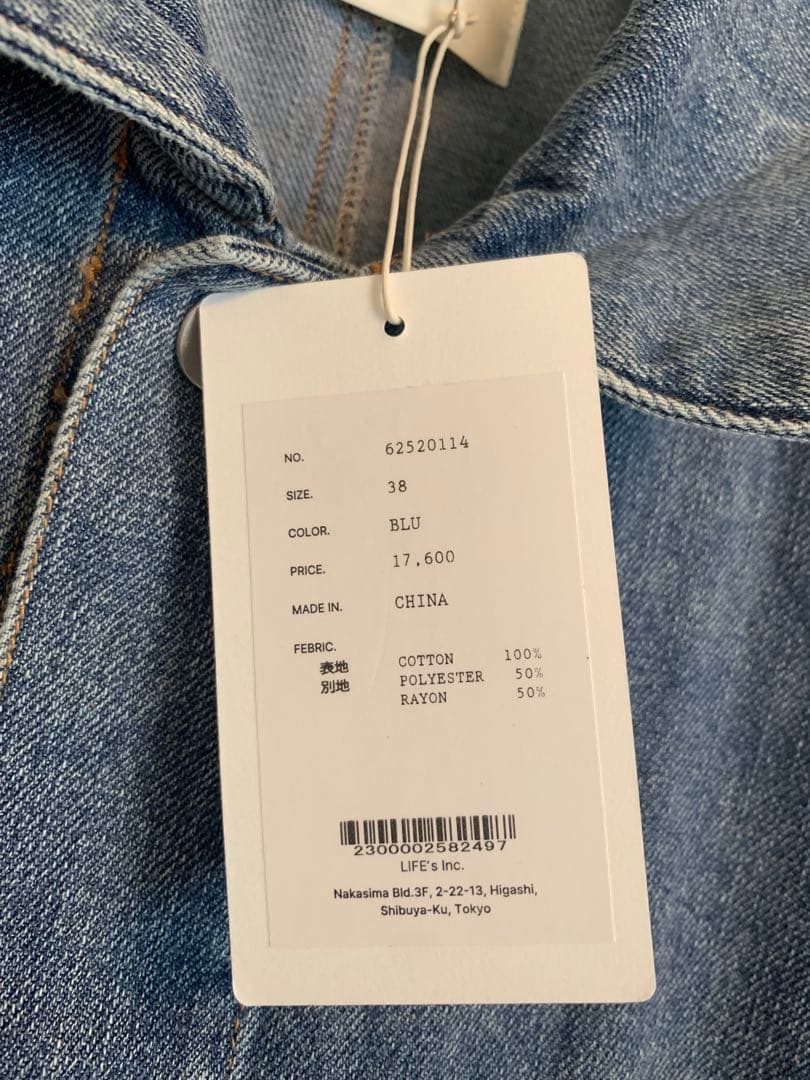 NO. 62520114
SIZE. 38
COLOR. BLU
PRICE. 17,600
MADE IN. CHINA
FEBRIC.
表地 COTTON 100%
別地 POLYESTER 50%
RAYON 50%
2300002582497
LIFE's Inc.
Nakasima Bld.3F, 2-22-13, Higashi,
Shibuya-Ku, Tokyo